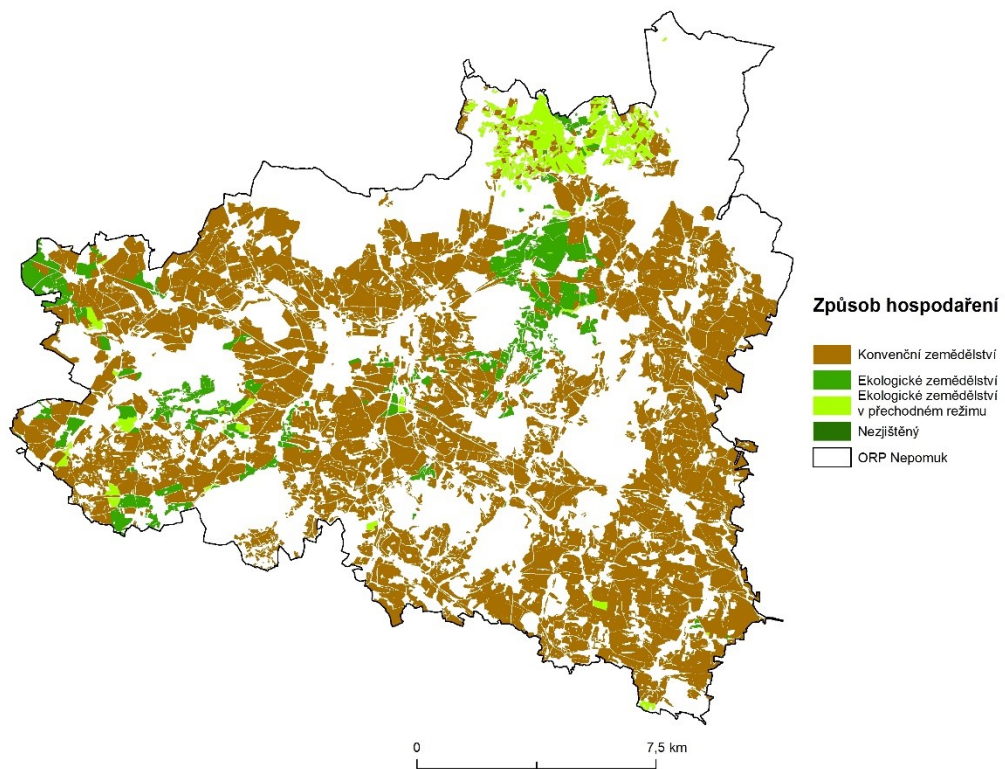 Způsob hospodaření
Konvenční zemědělství
Ekologické zemědělství
Ekologické zemědělství
v přechodném režimu
Nezjištěný
ORP Nepomuk
0
7,5 km